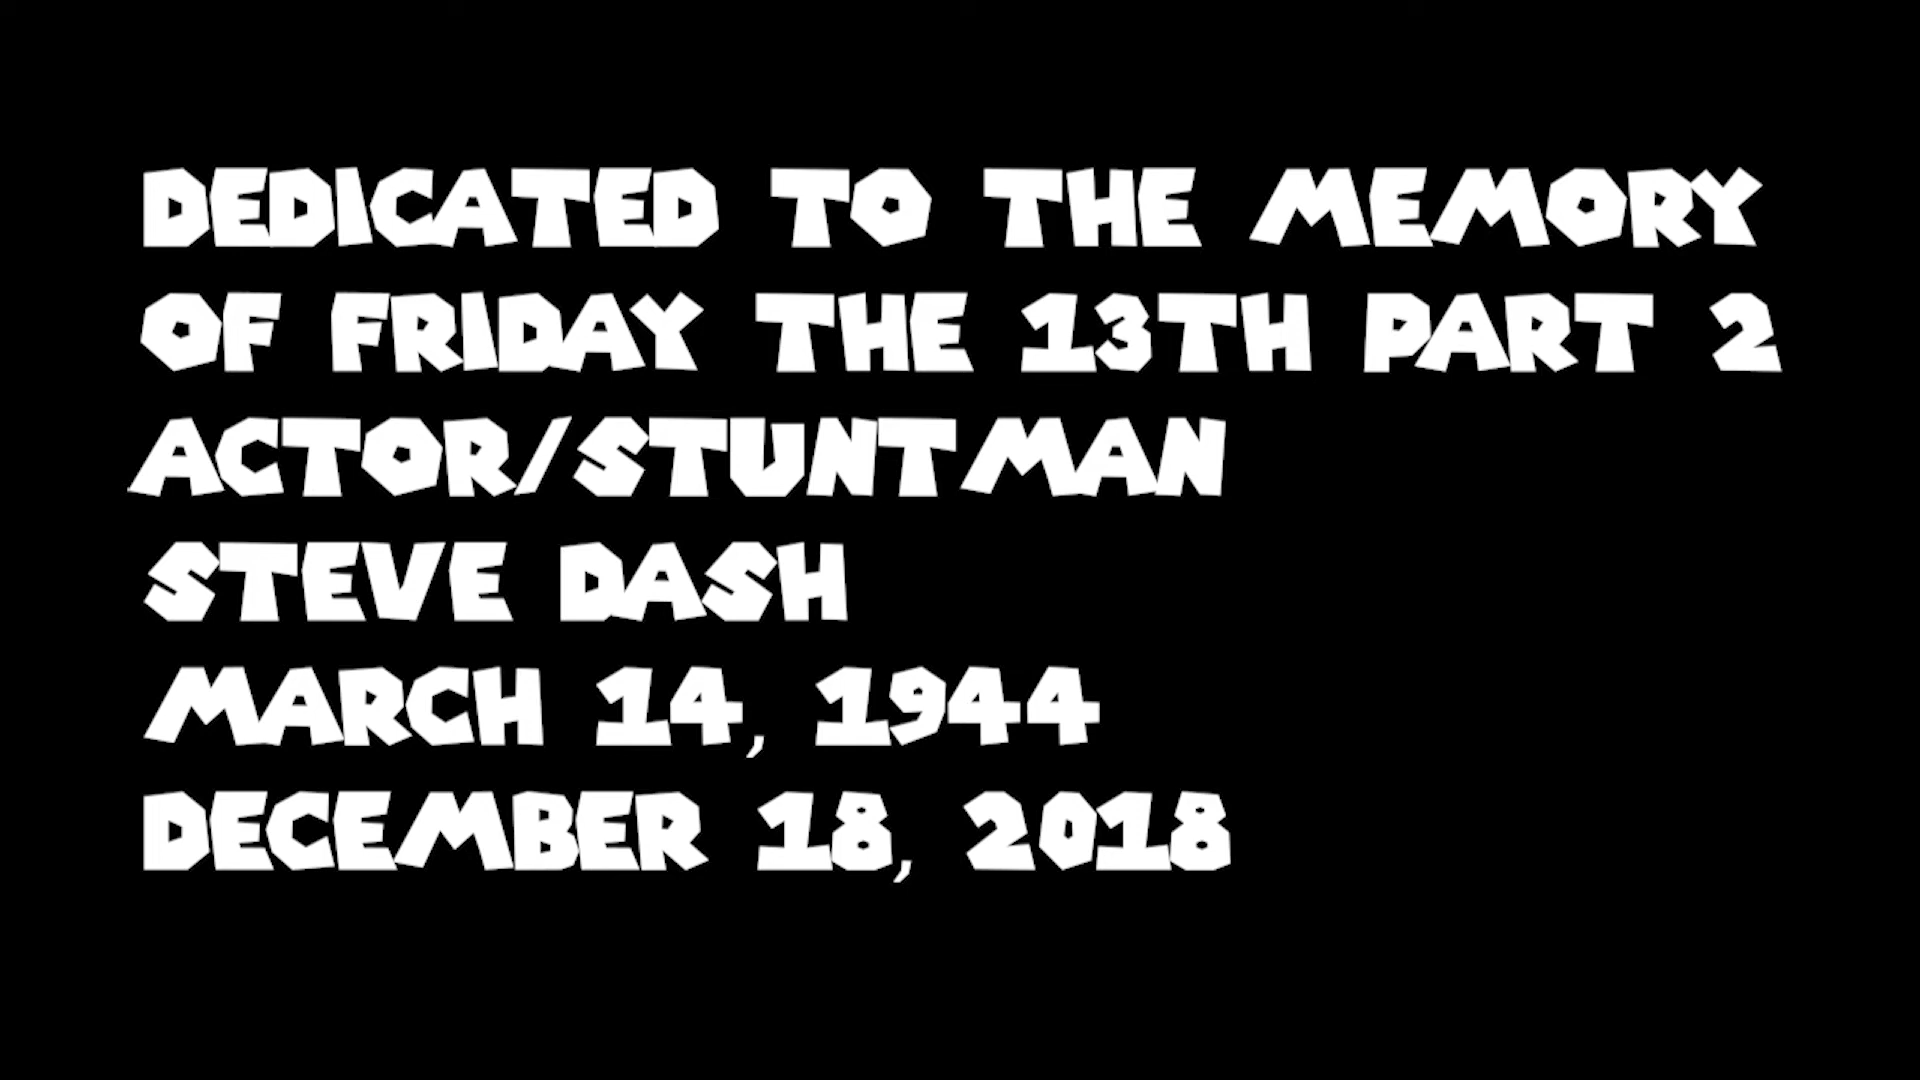 DEDICATED TO THE MEMORY
OF FRIDAY THE 13TH PART 2
ACTOR/STUNTMAN
STEVE DASH
MARCH 14, 1944
DECEMBER 18, 2018